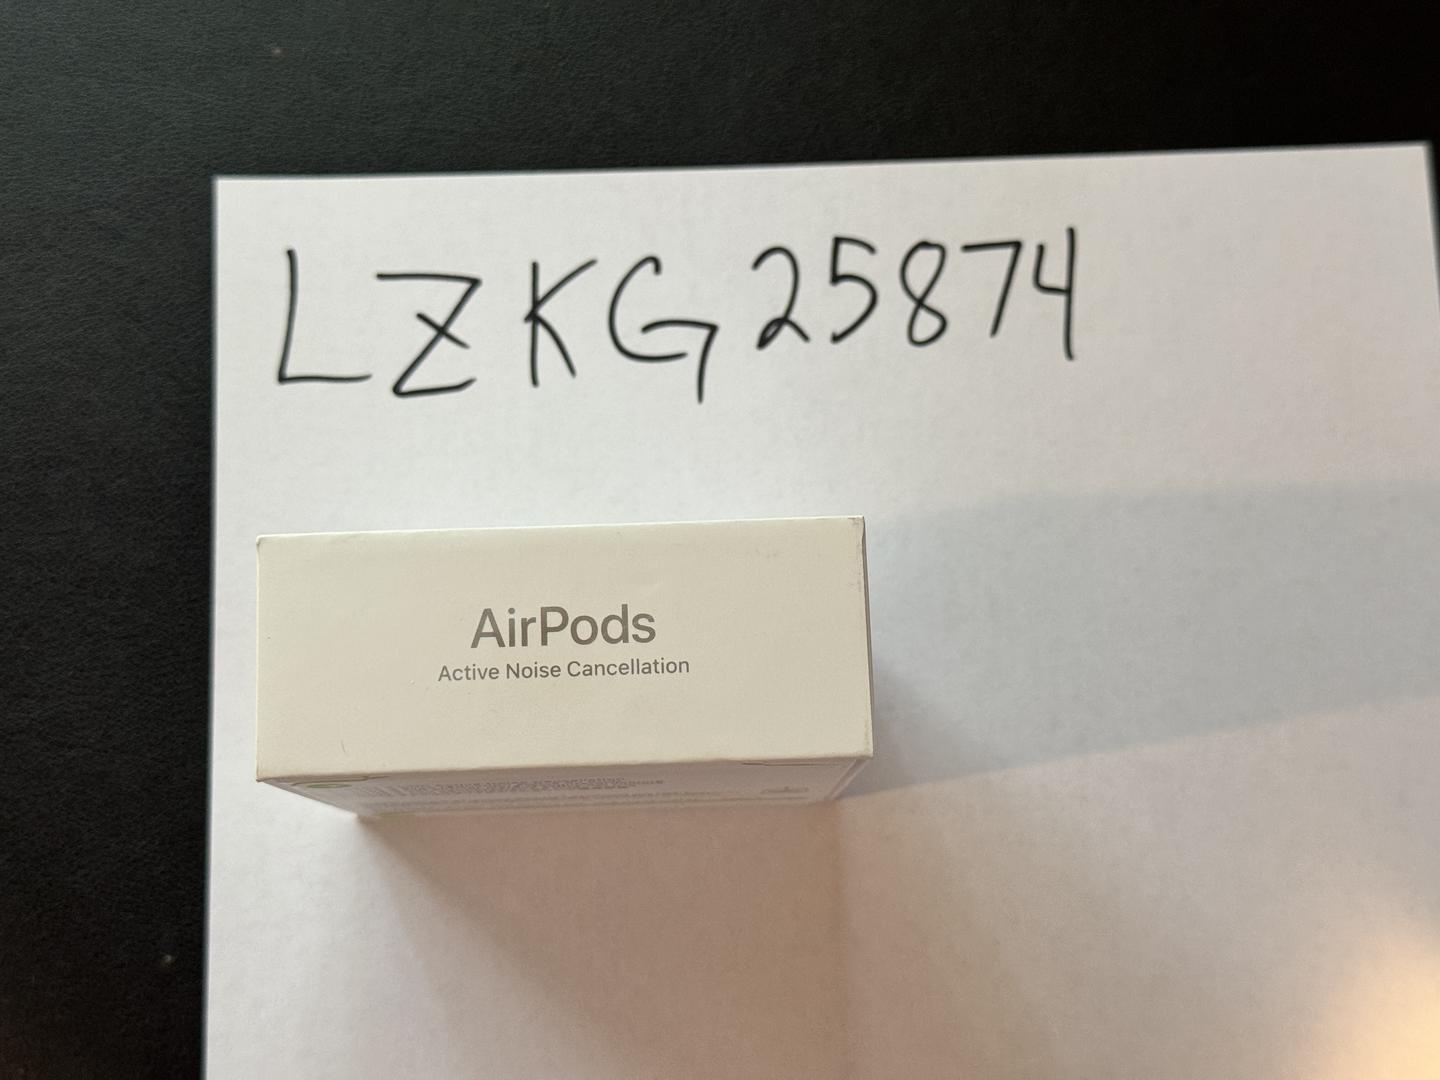 LZKG25874
AirPods
Active Noise Cancellation